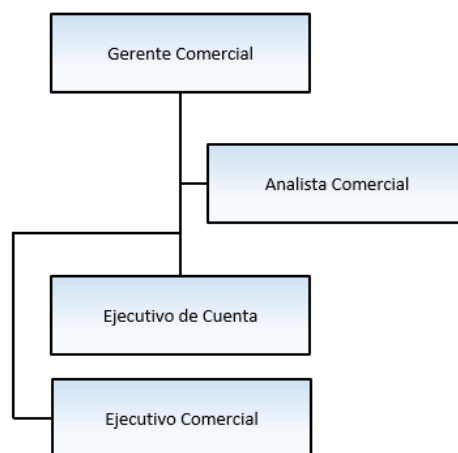 Gerente Comercial
Analista Comercial
Ejecutivo de Cuenta
Ejecutivo Comercial